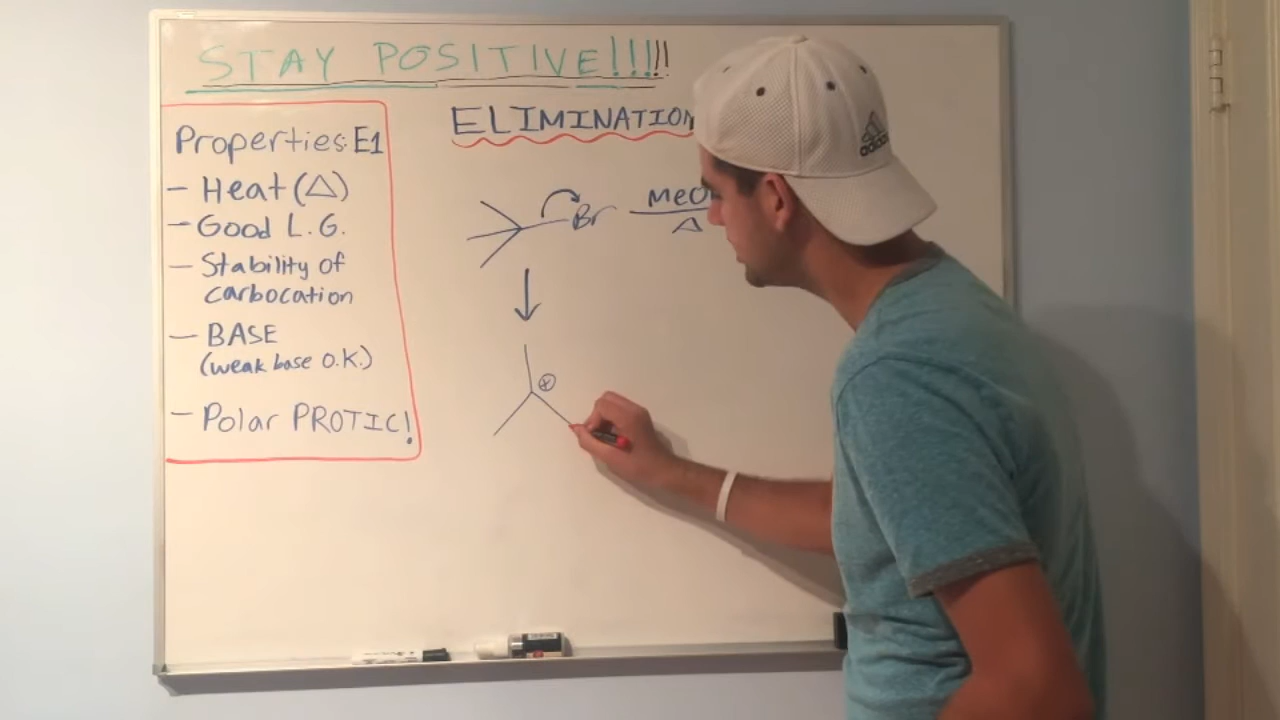 STAY POSITIVE!!!!!
Properties: E1
- Heat (△)
- Good L.G.
- Stability of
carbocation
- BASE
(weak base O.K.)
- Polar PROTIC!
ELIMINATION
Br
△
⊕
adidas